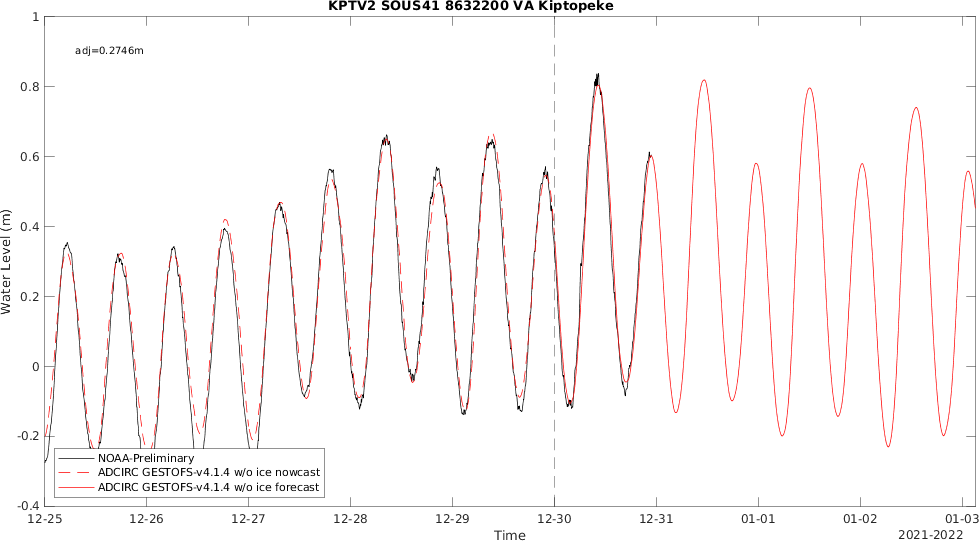 KPTV2 SOUS41 8632200 VA Kiptopeke
adj=0.2746m
1
0.8
0.6
0.4
0.2
0
-0.2
-0.4
Water Level (m)
NOAA-Preliminary
ADCIRC GESTOFS-v4.1.4 w/o ice nowcast
ADCIRC GESTOFS-v4.1.4 w/o ice forecast
12-25 12-26 12-27 12-28 12-29 12-30 12-31 01-01 01-02 01-03
Time
2021-2022